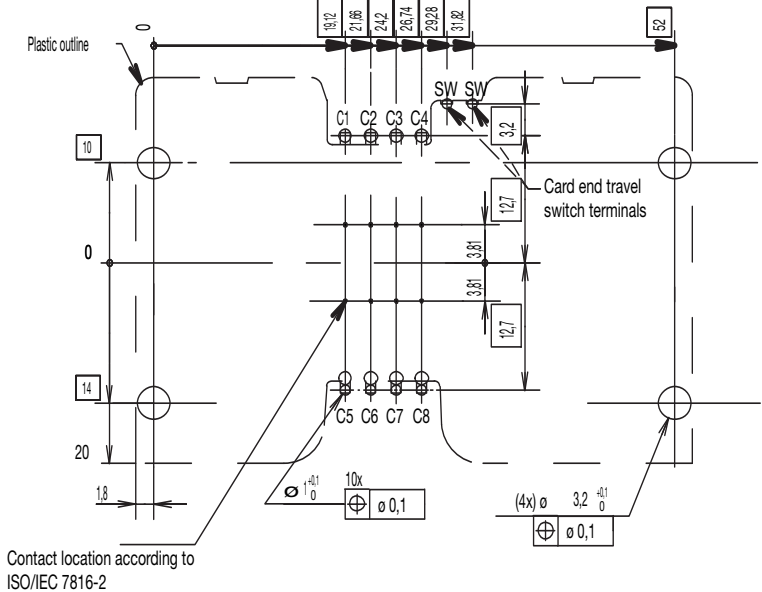 0
19,12
21,66
24,2
26,74
29,28
31,82
52
Plastic outline
SW SW
C1 C2 C3 C4
3,2
10
12,7
Card end travel
switch terminals
0
3,81
3,81
12,7
14
C5 C6 C7 C8
20
1,8
ø 1 +0,1 0
10x
⌖ ø 0,1
(4x) ø 3,2 +0,1 0
⌖ ø 0,1
Contact location according to
ISO/IEC 7816-2